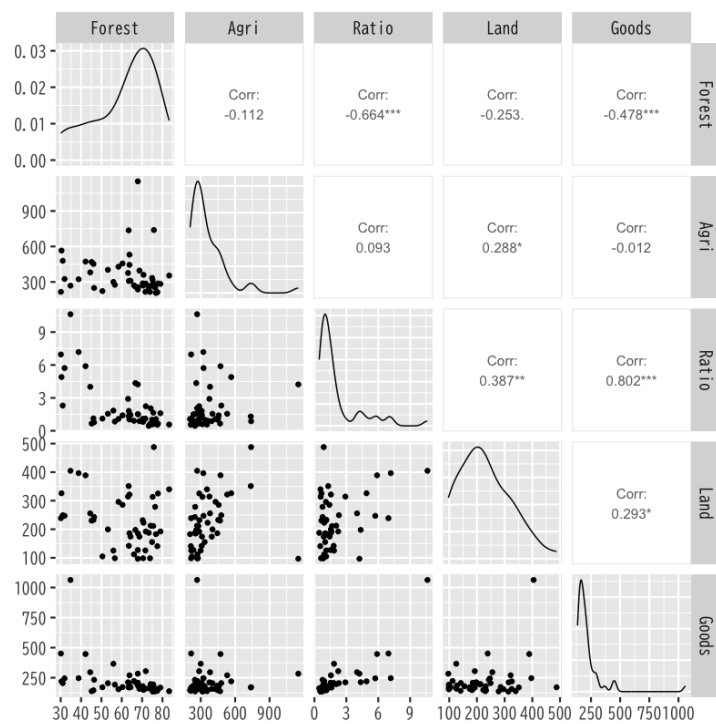 Forest Agri Ratio Land Goods
0.03
0.02
0.01
0.00
Corr:
-0.112
Corr:
-0.664***
Corr:
-0.253.
Corr:
-0.478***
Forest
900
600
300
Corr:
0.093
Corr:
0.288*
Corr:
-0.012
Agri
9
6
3
0
Corr:
0.387**
Corr:
0.802***
Ratio
500
400
300
200
100
Corr:
0.293*
Land
1000
750
500
250
Goods
30 40 50 60 70 80
300 600 900
0 3 6 9
100 200 300 400 500
250 500 750 1000